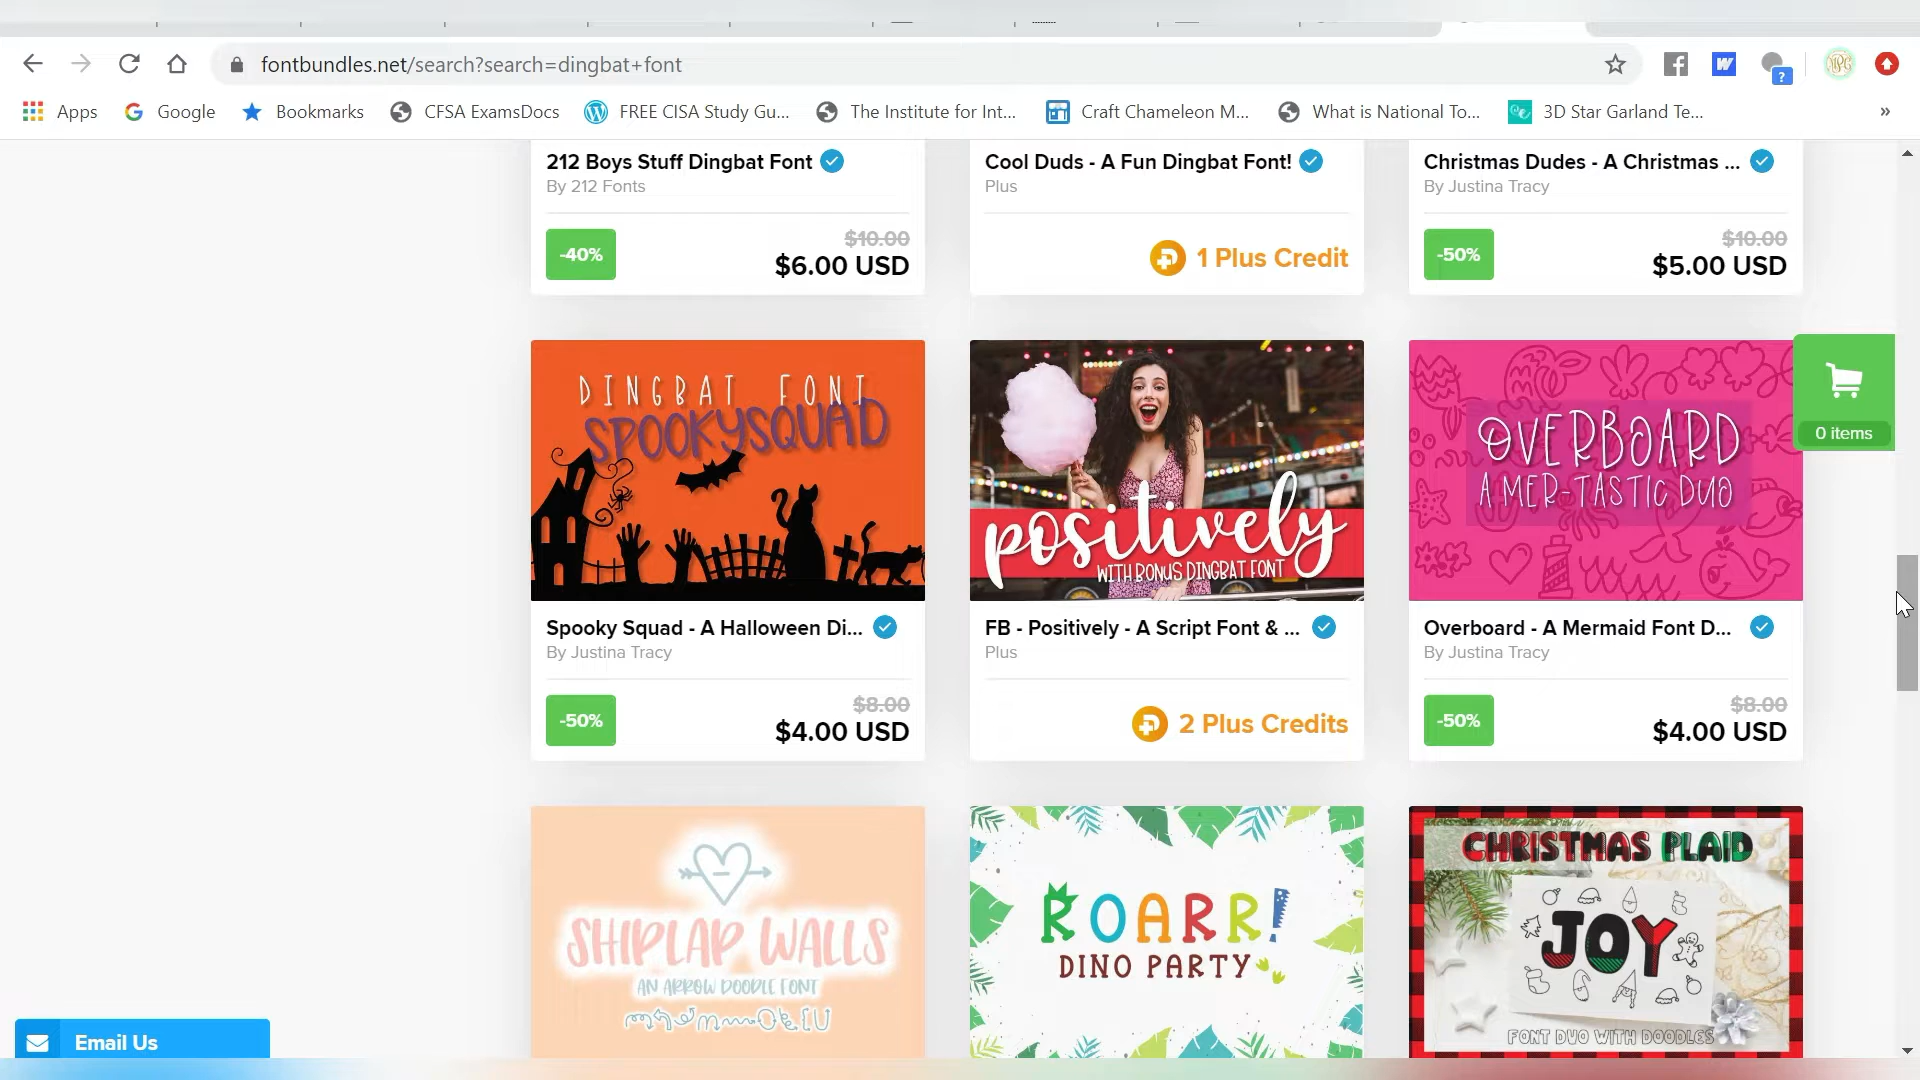 fontbundles.net/search?search=dingbat+font
Apps
Google
Bookmarks
CFSA ExamsDocs
FREE CISA Study Gu...
The Institute for Int...
Craft Chameleon M...
What is National To...
3D Star Garland Te...
»
212 Boys Stuff Dingbat Font
By 212 Fonts
-40%
$10.00
$6.00 USD
Cool Duds - A Fun Dingbat Font!
Plus
1 Plus Credit
Christmas Dudes - A Christmas ...
By Justina Tracy
-50%
$10.00
$5.00 USD
0 items
DINGBAT FONT
SPOOKYSQUAD
Spooky Squad - A Halloween Di...
By Justina Tracy
-50%
$8.00
$4.00 USD
positively
WITH BONUS DINGBAT FONT
FB - Positively - A Script Font & ...
Plus
2 Plus Credits
OVERBOARD
A MER-TASTIC DUO
Overboard - A Mermaid Font D...
By Justina Tracy
-50%
$8.00
$4.00 USD
SHIPLAP WALLS
AN ARROW DOODLE FONT
ROARR!
DINO PARTY
CHRISTMAS PLAID
JOY
FONT DUO WITH DOODLES
Email Us